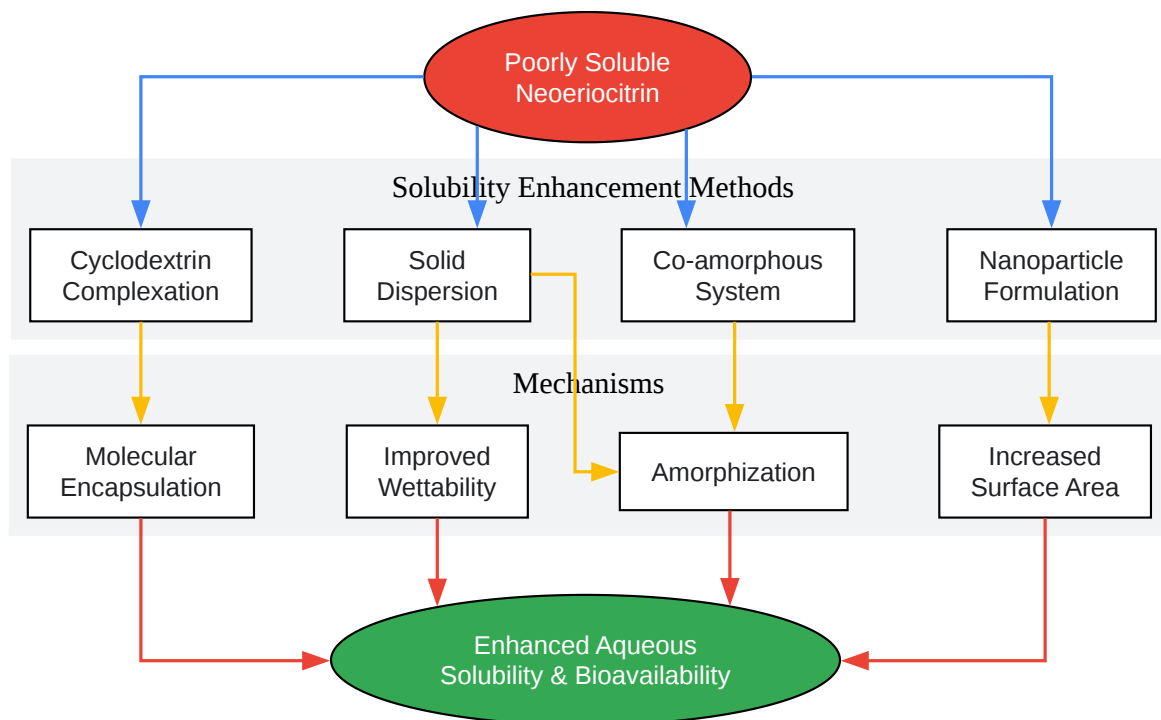 Poorly Soluble
Neoeriocitrin
Solubility Enhancement Methods
Cyclodextrin
Complexation
Solid
Dispersion
Co-amorphous
System
Nanoparticle
Formulation
Mechanisms
Molecular
Encapsulation
Improved
Wettability
Amorphization
Increased
Surface Area
Enhanced Aqueous
Solubility & Bioavailability